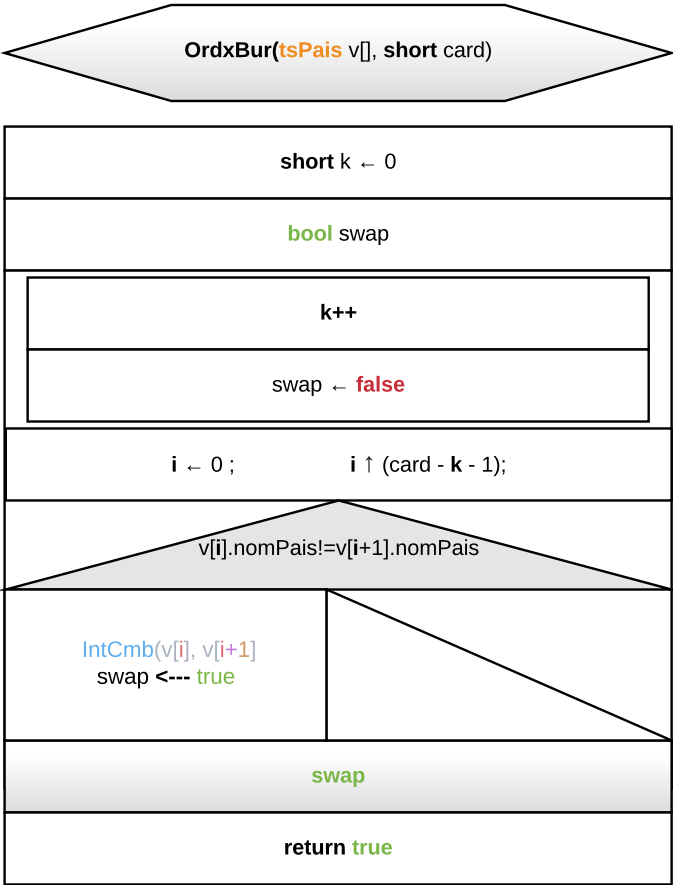 OrdxBur(tsPais v[], short card)
short k ← 0
bool swap
k++
swap ← false
i ← 0 ; i ↑ (card - k - 1);
v[i].nomPais!=v[i+1].nomPais
IntCmb(v[i], v[i+1]
swap <--- true
swap
return true